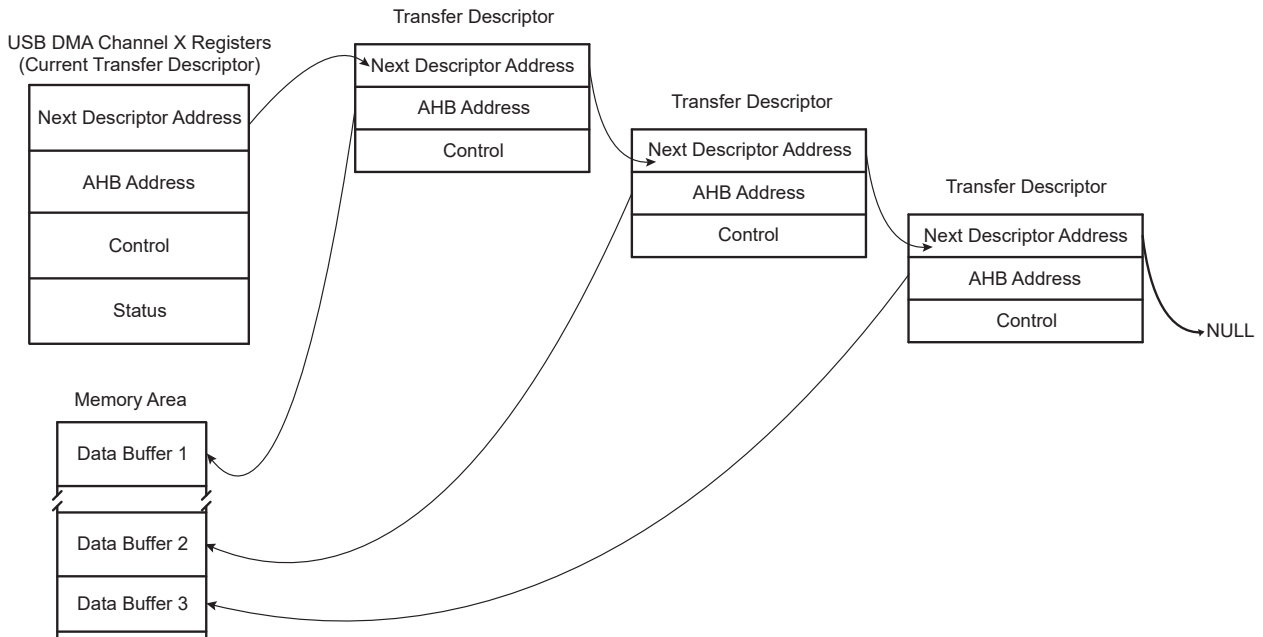 Transfer Descriptor
USB DMA Channel X Registers
(Current Transfer Descriptor)
Next Descriptor Address
AHB Address
Control
Status
Next Descriptor Address
AHB Address
Control
Transfer Descriptor
Next Descriptor Address
AHB Address
Control
Transfer Descriptor
Next Descriptor Address
AHB Address
Control
NULL
Memory Area
Data Buffer 1
Data Buffer 2
Data Buffer 3